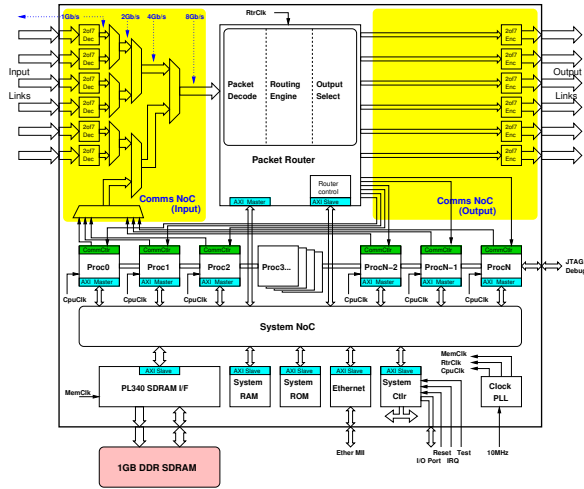 1Gb/s 2Gb/s 4Gb/s 8Gb/s
RtrClk
2of7 Dec
2of7 Dec
2of7 Dec
2of7 Dec
2of7 Dec
2of7 Dec
Input
Links
Packet Decode
Routing Engine
Output Select
Packet Router
Router control
AXI Master
AXI Slave
2of7 Enc
2of7 Enc
2of7 Enc
2of7 Enc
2of7 Enc
2of7 Enc
Output
Links
Comms NoC
(Input)
Comms NoC
(Output)
CommCtlr
Proc0
AXI Master
CpuClk
CommCtlr
Proc1
AXI Master
CpuClk
CommCtlr
Proc2
AXI Master
CpuClk
Proc3...
CommCtlr
ProcN−2
AXI Master
CpuClk
CommCtlr
ProcN−1
AXI Master
CpuClk
CommCtlr
ProcN
AXI Master
CpuClk
JTAG
Debug
System NoC
AXI Slave
PL340 SDRAM I/F
MemClk
AXI Slave
System
RAM
AXI Slave
System
ROM
AXI Slave
Ethernet
AXI Slave
System
Ctlr
MemClk
RtrClk
CpuClk
Clock
PLL
1GB DDR SDRAM
Ether MII
Reset Test
I/O Port IRQ
10MHz